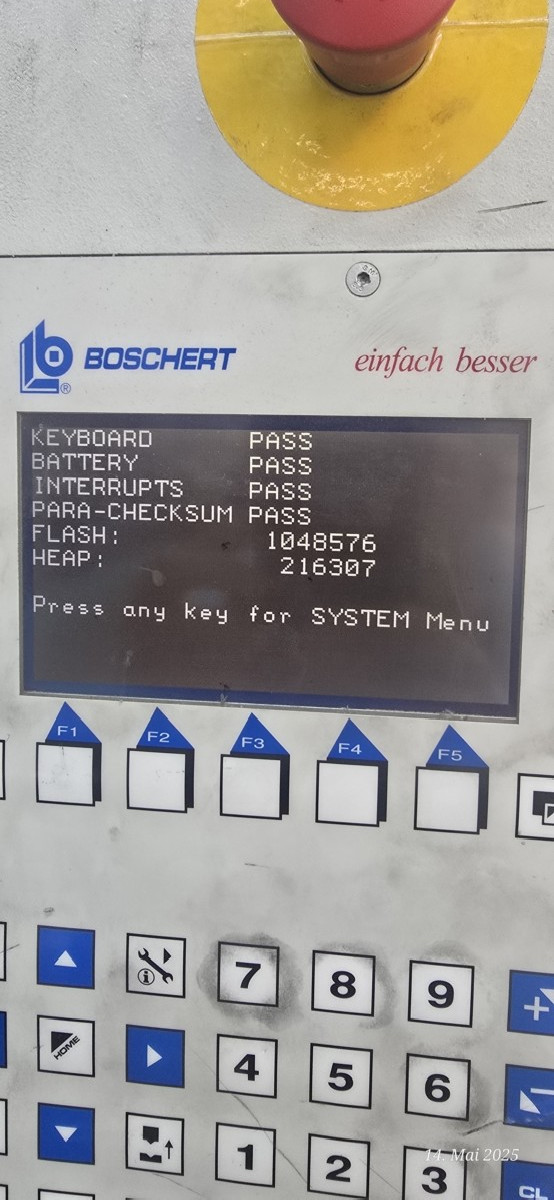 BOSCHERT
einfach besser
KEYBOARD PASS
BATTERY PASS
INTERRUPTS PASS
PARA-CHECKSUM PASS
FLASH: 1048576
HEAP: 216307
Press any key for SYSTEM Menu
F1 F2 F3 F4 F5
7 8 9
HOME 4 5 6
1 2 3
14. Mai 2025
CL